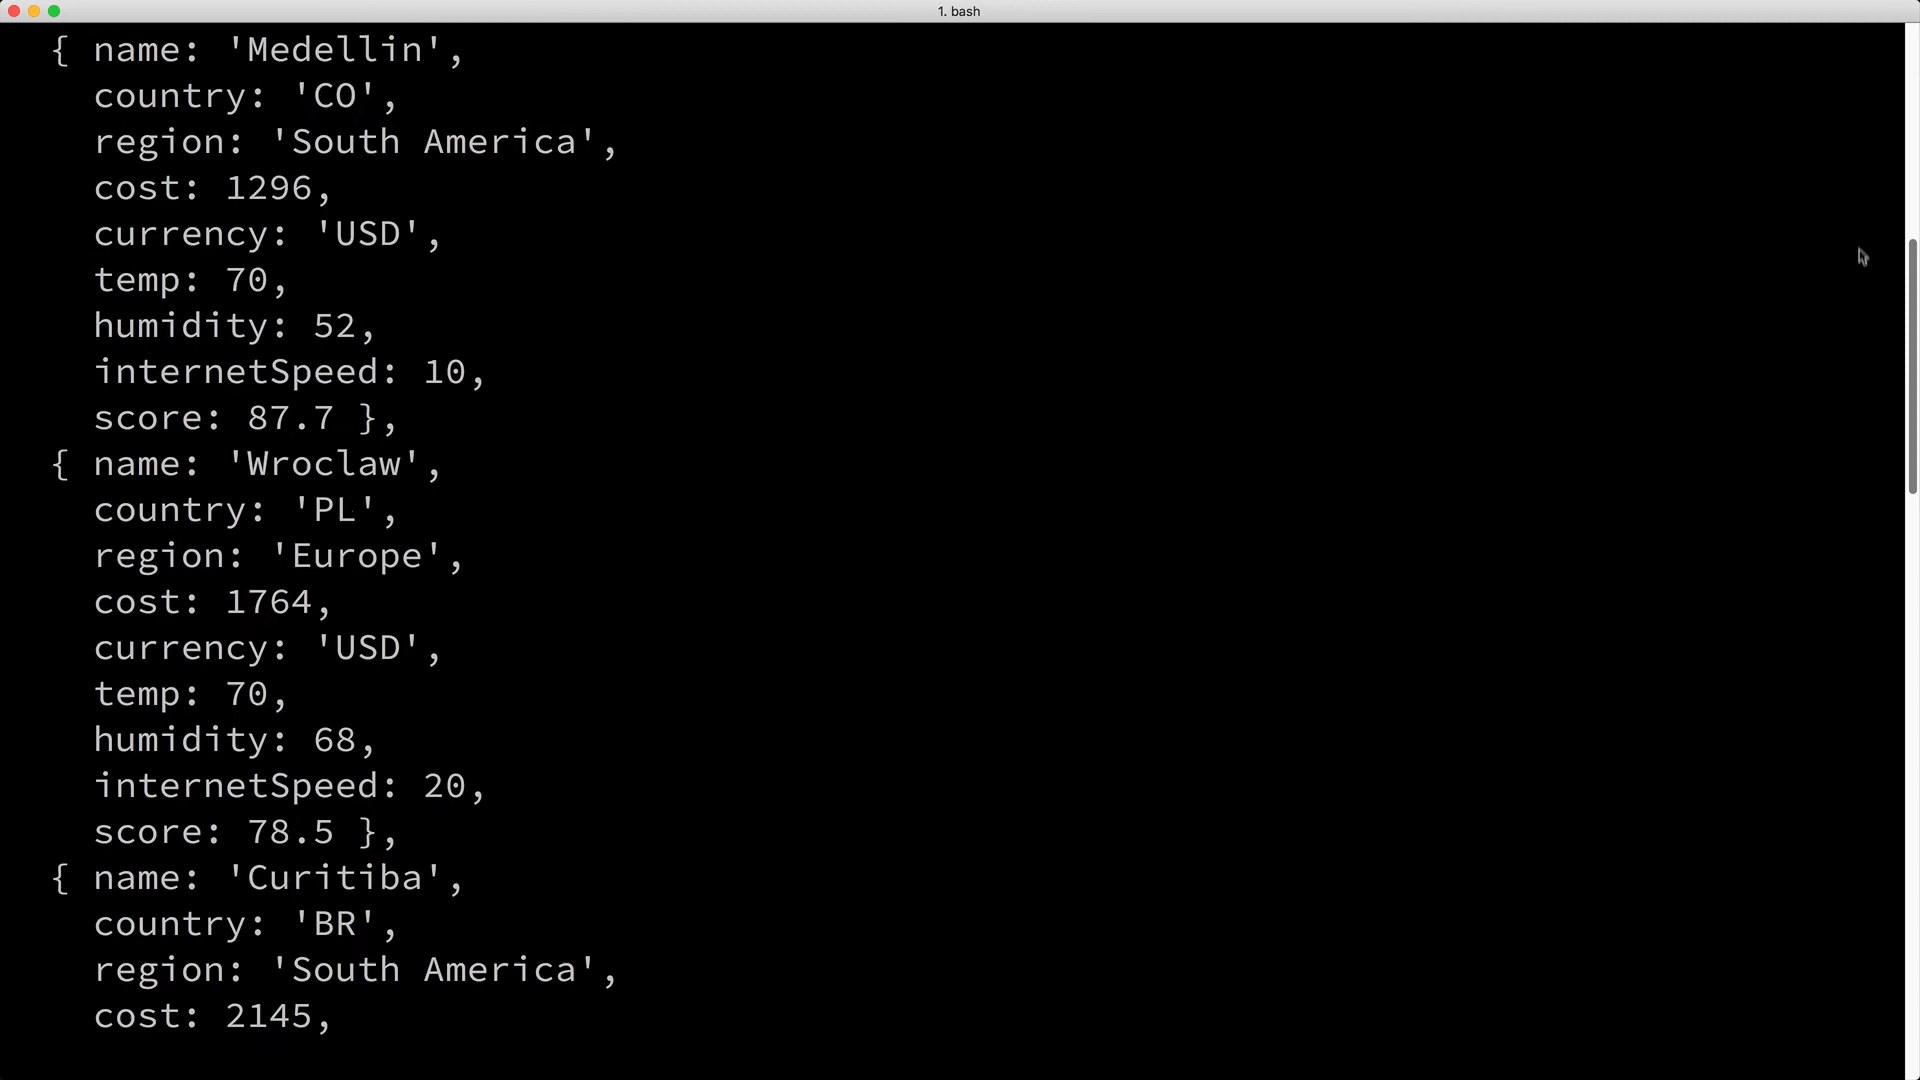 1. bash
{ name: 'Medellin',
country: 'CO',
region: 'South America',
cost: 1296,
currency: 'USD',
temp: 70,
humidity: 52,
internetSpeed: 10,
score: 87.7 },
{ name: 'Wroclaw',
country: 'PL',
region: 'Europe',
cost: 1764,
currency: 'USD',
temp: 70,
humidity: 68,
internetSpeed: 20,
score: 78.5 },
{ name: 'Curitiba',
country: 'BR',
region: 'South America',
cost: 2145,